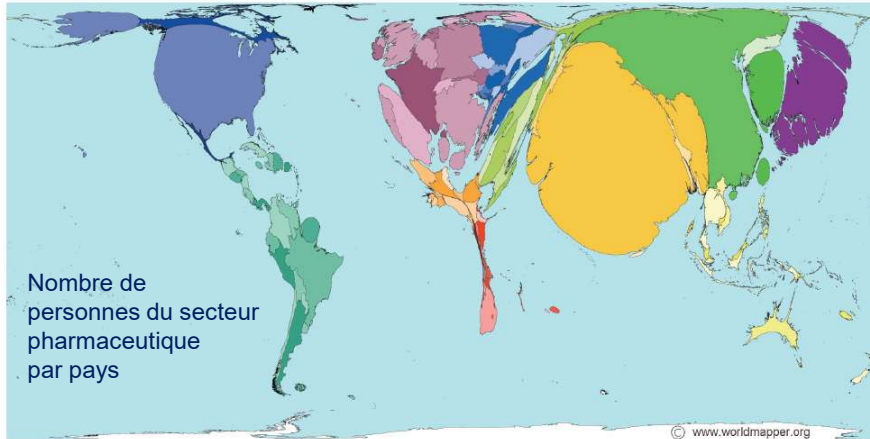 Nombre de
personnes du secteur
pharmaceutique
par pays
© www.worldmapper.org